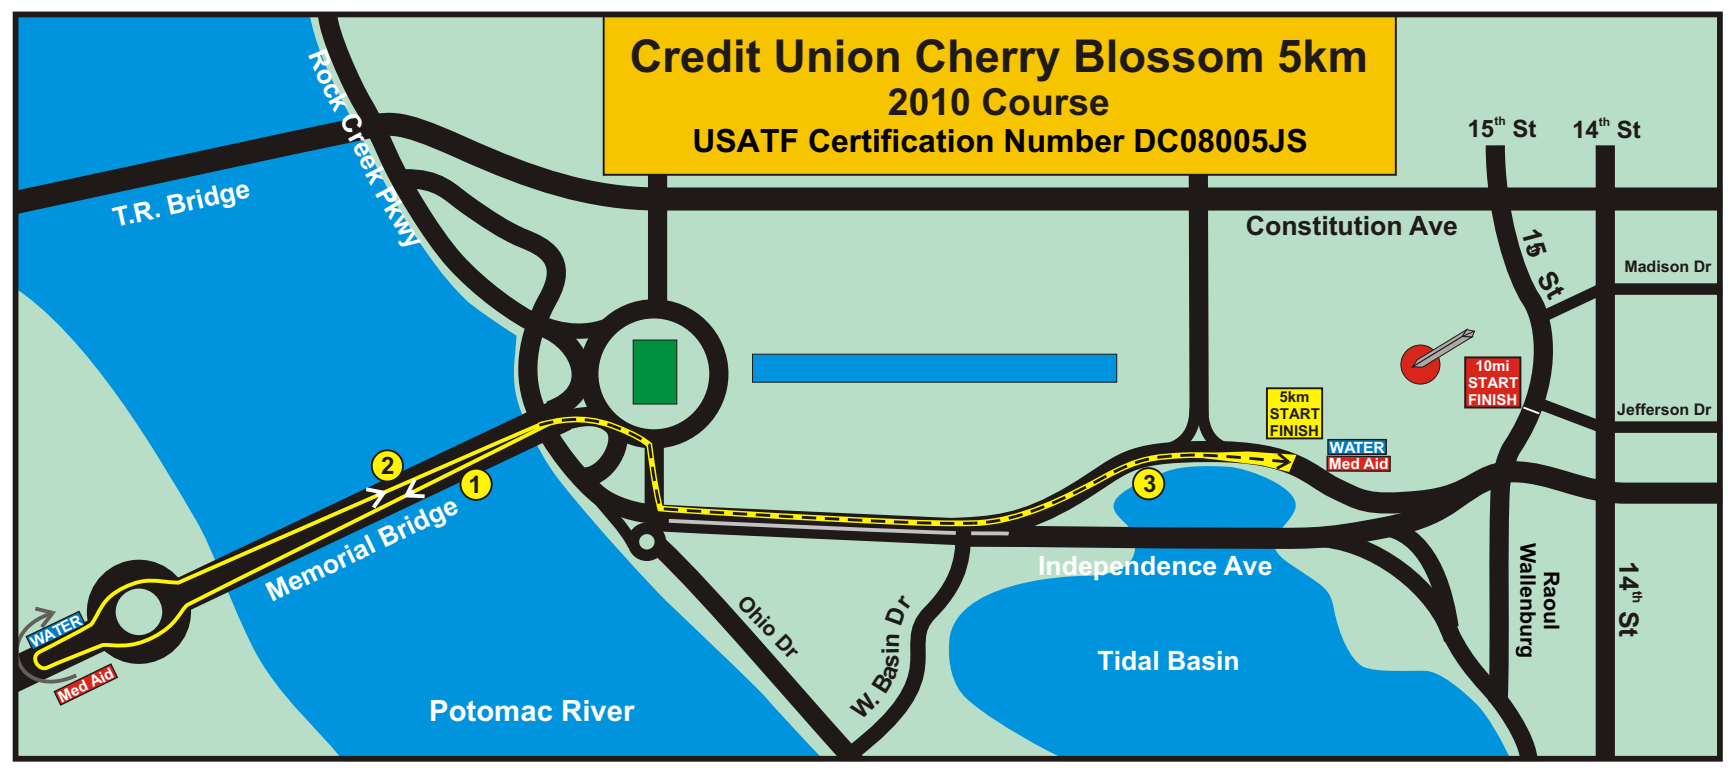 Credit Union Cherry Blossom 5km
2010 Course
USATF Certification Number DC08005JS
15th St
14th St
Rock Creek Pkwy
T.R. Bridge
Constitution Ave
15 St
Madison Dr
10mi
START
FINISH
5km
START
FINISH
Jefferson Dr
WATER
Med Aid
2
1
3
Memorial Bridge
Independence Ave
Raoul
Wallenburg
14th St
Ohio Dr
W. Basin Dr
WATER
Med Aid
Tidal Basin
Potomac River